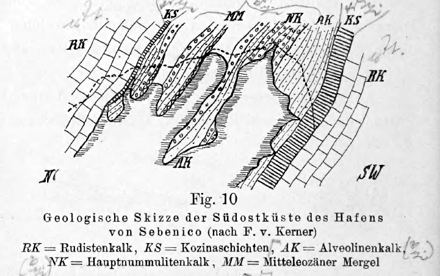 KS MM NK AK KS
RK
RK
AK
NO SW
Fig. 10
Geologische Skizze der Südostküste des Hafens
von Sebenico (nach F. v. Kerner)
RK = Rudistenkalk, KS = Kozinaschichten, AK = Alveolinenkalk,
NK = Hauptnummulitenkalk, MM = Mitteleozäner Mergel